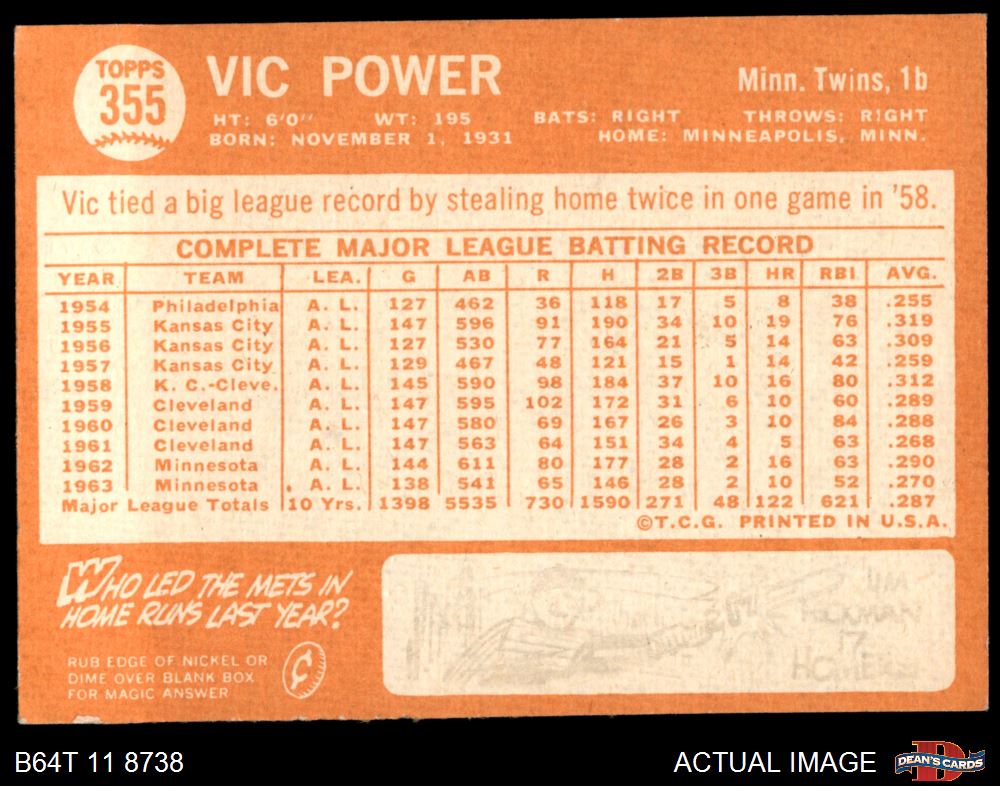 TOPPS
355
VIC POWER
Minn. Twins, 1b
HT: 6'0" WT: 195 BATS: RIGHT THROWS: RIGHT
BORN: NOVEMBER 1, 1931 HOME: MINNEAPOLIS, MINN.
Vic tied a big league record by stealing home twice in one game in '58.
COMPLETE MAJOR LEAGUE BATTING RECORD
YEAR TEAM LEA. G AB R H 2B 3B HR RBI AVG.
1954 Philadelphia A. L. 127 462 36 118 17 5 8 38 .255
1955 Kansas City A. L. 147 596 91 190 34 10 19 76 .319
1956 Kansas City A. L. 127 530 77 164 21 5 14 63 .309
1957 Kansas City A. L. 129 467 48 121 15 1 14 42 .259
1958 K. C.-Cleve. A. L. 145 590 98 184 37 10 16 80 .312
1959 Cleveland A. L. 147 595 102 172 31 6 10 60 .289
1960 Cleveland A. L. 147 580 69 167 26 3 10 84 .288
1961 Cleveland A. L. 147 563 64 151 34 4 5 63 .268
1962 Minnesota A. L. 144 611 80 177 28 2 16 63 .290
1963 Minnesota A. L. 138 541 65 146 28 2 10 52 .270
Major League Totals 10 Yrs. 1398 5535 730 1590 271 48 122 621 .287
©T.C.G. PRINTED IN U.S.A.
WHO LED THE METS IN
HOME RUNS LAST YEAR?
RUB EDGE OF NICKEL OR
DIME OVER BLANK BOX
FOR MAGIC ANSWER
JIM
HICKMAN
17
HOMERS
B64T 11 8738
ACTUAL IMAGE
DEAN'S CARDS